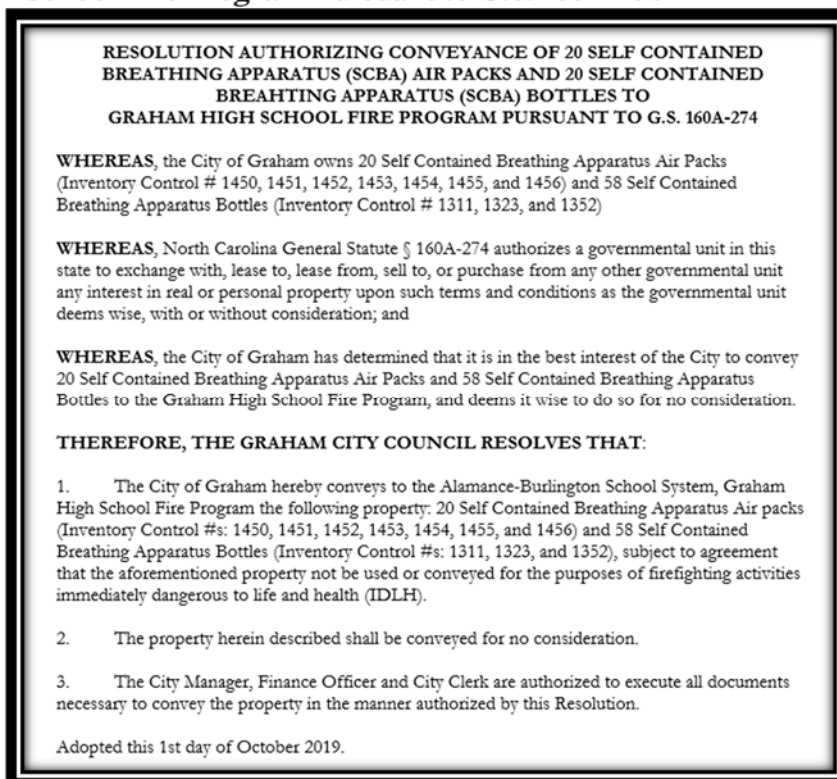 RESOLUTION AUTHORIZING CONVEYANCE OF 20 SELF CONTAINED
BREATHING APPARATUS (SCBA) AIR PACKS AND 20 SELF CONTAINED
BREAHTING APPARATUS (SCBA) BOTTLES TO
GRAHAM HIGH SCHOOL FIRE PROGRAM PURSUANT TO G.S. 160A-274
WHEREAS, the City of Graham owns 20 Self Contained Breathing Apparatus Air Packs
(Inventory Control # 1450, 1451, 1452, 1453, 1454, 1455, and 1456) and 58 Self Contained
Breathing Apparatus Bottles (Inventory Control # 1311, 1323, and 1352)
WHEREAS, North Carolina General Statute § 160A-274 authorizes a governmental unit in this
state to exchange with, lease to, lease from, sell to, or purchase from any other governmental unit
any interest in real or personal property upon such terms and conditions as the governmental unit
deems wise, with or without consideration; and
WHEREAS, the City of Graham has determined that it is in the best interest of the City to convey
20 Self Contained Breathing Apparatus Air Packs and 58 Self Contained Breathing Apparatus
Bottles to the Graham High School Fire Program, and deems it wise to do so for no consideration.
THEREFORE, THE GRAHAM CITY COUNCIL RESOLVES THAT:
1. The City of Graham hereby conveys to the Alamance-Burlington School System, Graham
High School Fire Program the following property: 20 Self Contained Breathing Apparatus Air packs
(Inventory Control #s: 1450, 1451, 1452, 1453, 1454, 1455, and 1456) and 58 Self Contained
Breathing Apparatus Bottles (Inventory Control #s: 1311, 1323, and 1352), subject to agreement
that the aforementioned property not be used or conveyed for the purposes of firefighting activities
immediately dangerous to life and health (IDLH).
2. The property herein described shall be conveyed for no consideration.
3. The City Manager, Finance Officer and City Clerk are authorized to execute all documents
necessary to convey the property in the manner authorized by this Resolution.
Adopted this 1st day of October 2019.